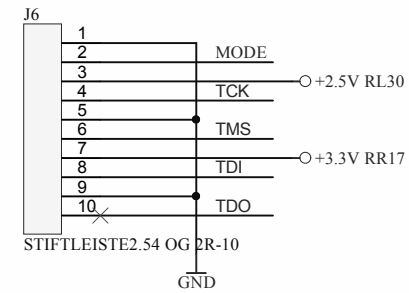 J6
1
2 MODE
3 +2.5V RL30
4 TCK
5
6 TMS
7 +3.3V RR17
8 TDI
9
10 TDO
STIFTLEISTE2.54 OG 2R-10
GND